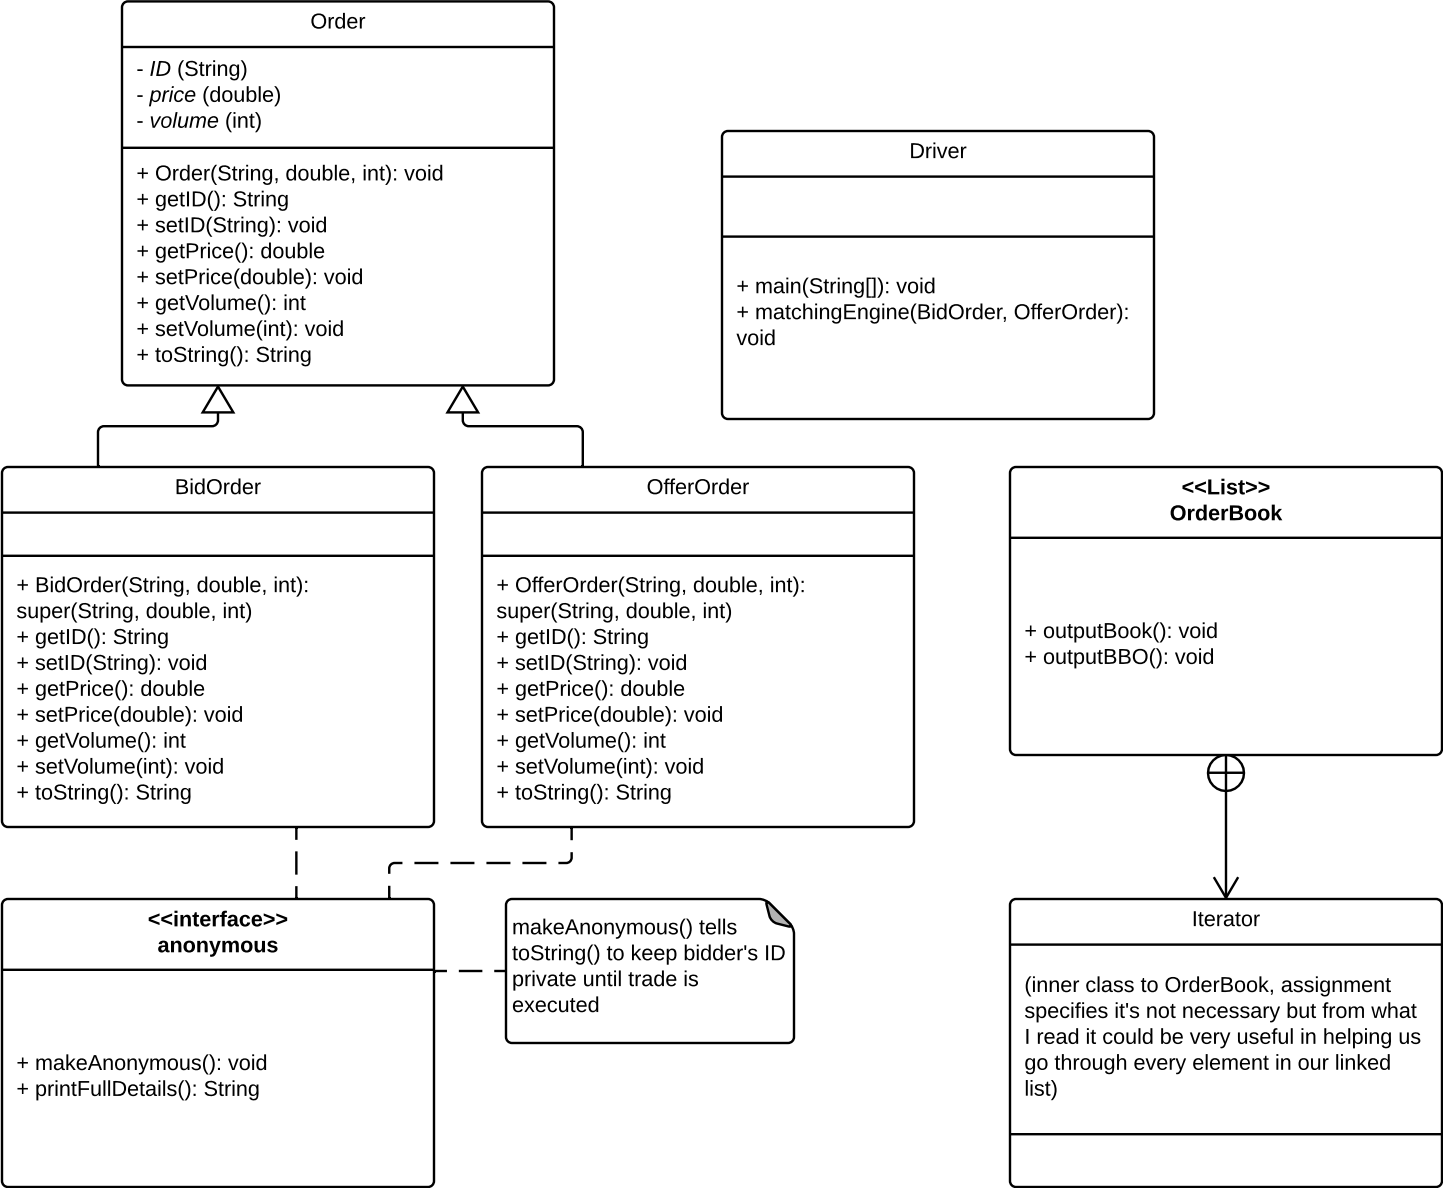 Order
- ID (String)
- price (double)
- volume (int)
+ Order(String, double, int): void
+ getID(): String
+ setID(String): void
+ getPrice(): double
+ setPrice(double): void
+ getVolume(): int
+ setVolume(int): void
+ toString(): String
Driver
+ main(String[]): void
+ matchingEngine(BidOrder, OfferOrder):
void
BidOrder
+ BidOrder(String, double, int):
super(String, double, int)
+ getID(): String
+ setID(String): void
+ getPrice(): double
+ setPrice(double): void
+ getVolume(): int
+ setVolume(int): void
+ toString(): String
OfferOrder
+ OfferOrder(String, double, int):
super(String, double, int)
+ getID(): String
+ setID(String): void
+ getPrice(): double
+ setPrice(double): void
+ getVolume(): int
+ setVolume(int): void
+ toString(): String
<<List>>
OrderBook
+ outputBook(): void
+ outputBBO(): void
<<interface>>
anonymous
+ makeAnonymous(): void
+ printFullDetails(): String
makeAnonymous() tells
toString() to keep bidder's ID
private until trade is
executed
Iterator
(inner class to OrderBook, assignment
specifies it's not necessary but from what
I read it could be very useful in helping us
go through every element in our linked
list)